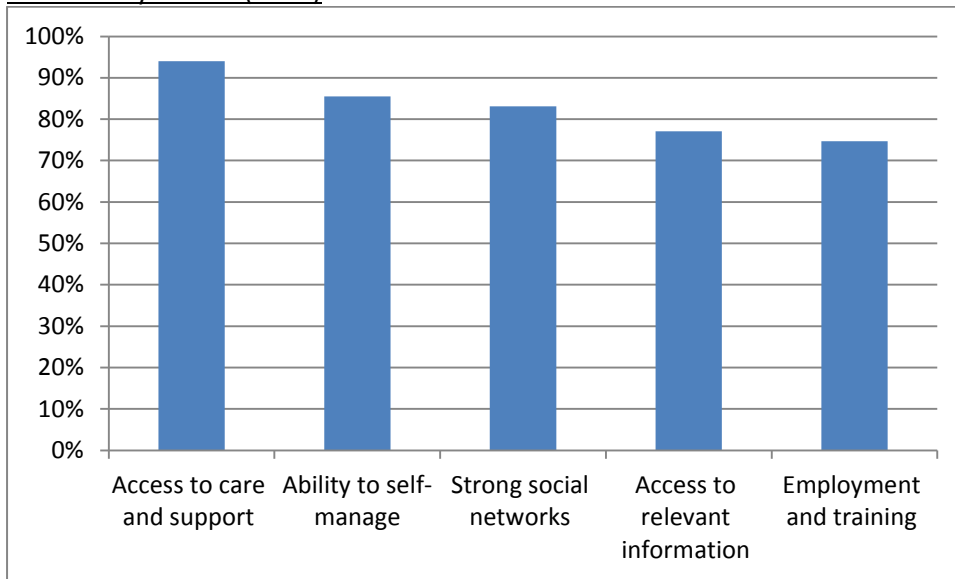 100%
90%
80%
70%
60%
50%
40%
30%
20%
10%
0%
Access to care
and support
Ability to self-
manage
Strong social
networks
Access to
relevant
information
Employment
and training